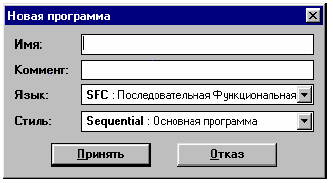 Новая программа
Имя:
Коммент:
Язык: SFC : Последовательная Функциональная
Стиль: Sequential : Основная программа
Принять Отказ